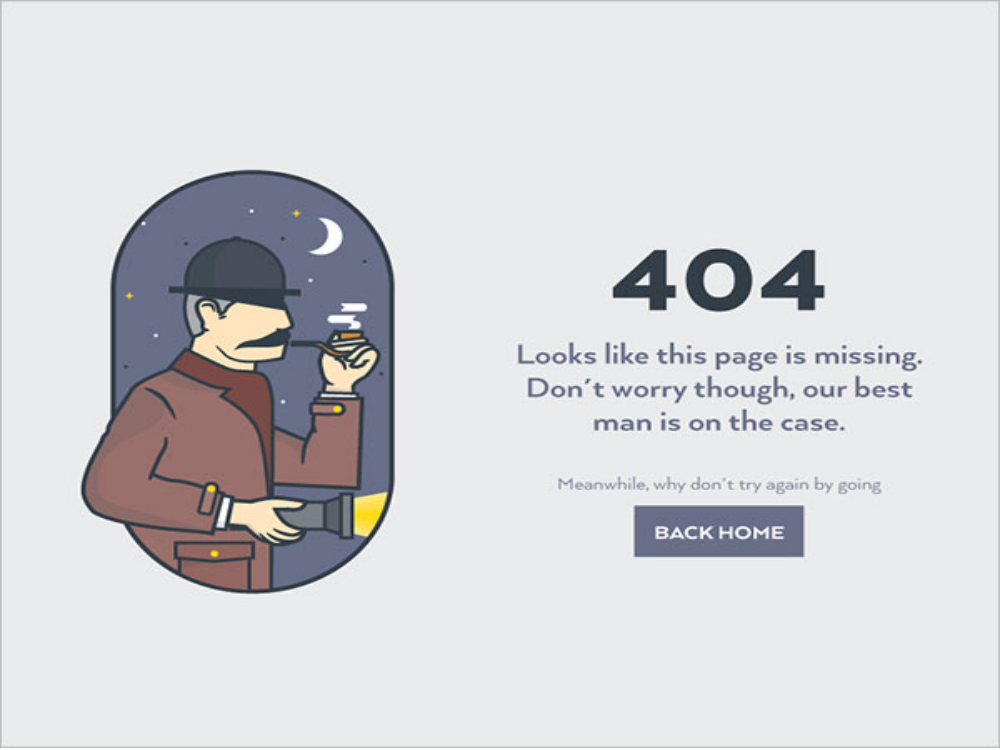 404
Looks like this page is missing.
Don't worry though, our best
man is on the case.
Meanwhile, why don't try again by going
BACK HOME